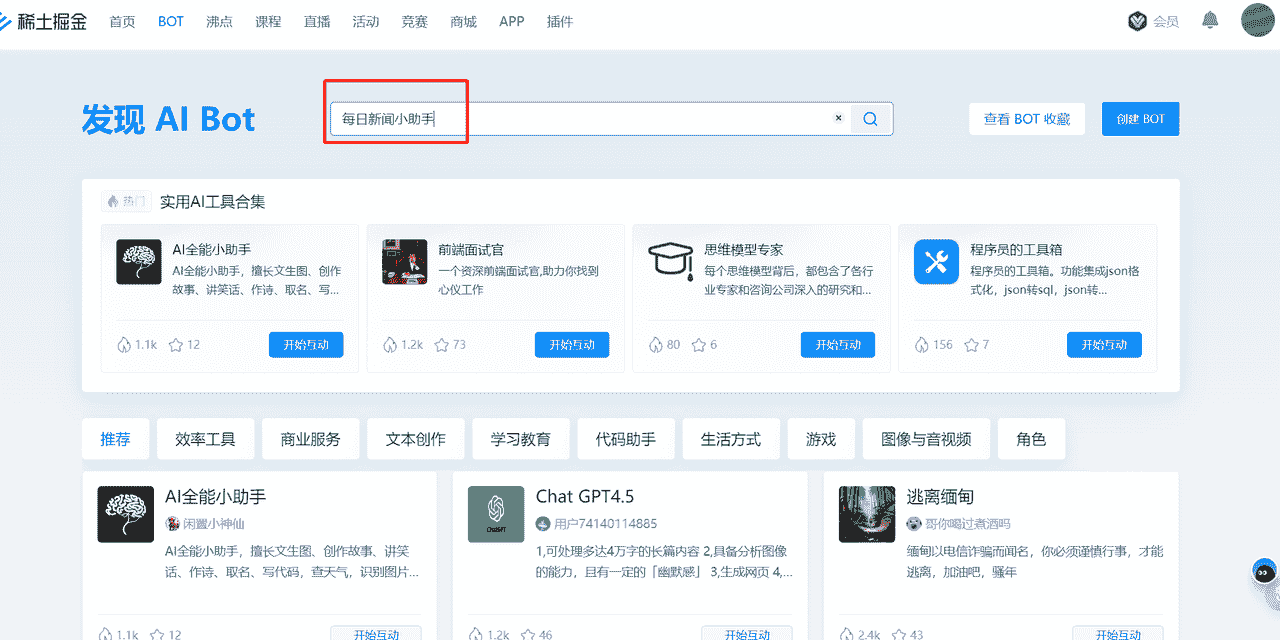 稀土掘金 首页 BOT 沸点 课程 直播 活动 竞赛 商城 APP 插件 会员
发现 AI Bot 每日新闻小助手 × 查看 BOT 收藏 创建 BOT
热门 实用AI工具合集
AI全能小助手
AI全能小助手，擅长文生图、创作
故事、讲笑话、作诗、取名、写...
1.1k 12 开始互动
前端面试官
一个资深前端面试官,助力你找到
心仪工作
1.2k 73 开始互动
思维模型专家
每个思维模型背后，都包含了各行
业专家和咨询公司深入的研究和...
80 6 开始互动
程序员的工具箱
程序员的工具箱。功能集成json格
式化，json转sql，json转...
156 7 开始互动
推荐 效率工具 商业服务 文本创作 学习教育 代码助手 生活方式 游戏 图像与音视频 角色
AI全能小助手
闲置小神仙
AI全能小助手，擅长文生图、创作故事、讲笑
话、作诗、取名、写代码，查天气，识别图片...
1.1k 12 开始互动
ChatGPT
Chat GPT4.5
用户74140114885
1,可处理多达4万字的长篇内容 2,具备分析图像
的能力，且有一定的「幽默感」 3,生成网页 4,...
1.2k 46 开始互动
逃离缅甸
哥你喝过煮酒吗
缅甸以电信诈骗而闻名，你必须谨慎行事，才能
逃离，加油吧，骚年
2.4k 43 开始互动